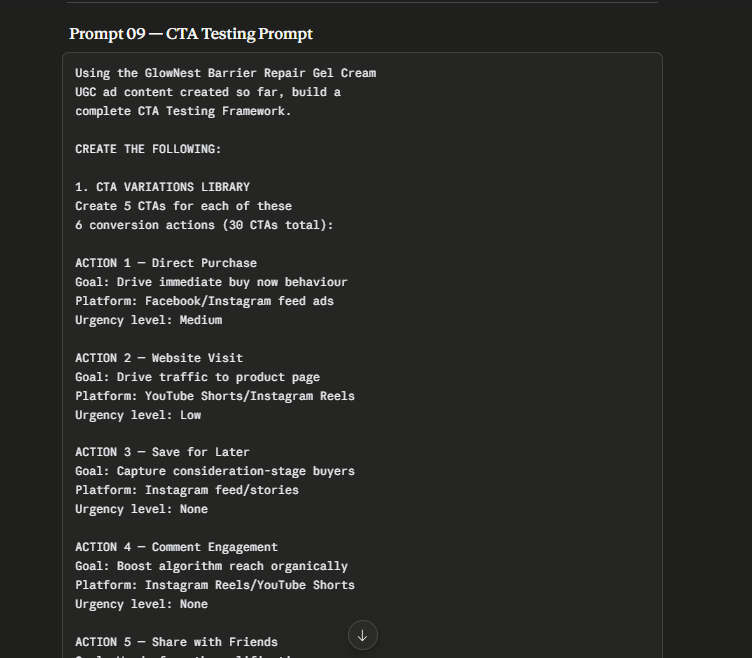 Prompt 09 — CTA Testing Prompt
Using the GlowNest Barrier Repair Gel Cream
UGC ad content created so far, build a
complete CTA Testing Framework.
CREATE THE FOLLOWING:
1. CTA VARIATIONS LIBRARY
Create 5 CTAs for each of these
6 conversion actions (30 CTAs total):
ACTION 1 — Direct Purchase
Goal: Drive immediate buy now behaviour
Platform: Facebook/Instagram feed ads
Urgency level: Medium
ACTION 2 — Website Visit
Goal: Drive traffic to product page
Platform: YouTube Shorts/Instagram Reels
Urgency level: Low
ACTION 3 — Save for Later
Goal: Capture consideration-stage buyers
Platform: Instagram feed/stories
Urgency level: None
ACTION 4 — Comment Engagement
Goal: Boost algorithm reach organically
Platform: Instagram Reels/YouTube Shorts
Urgency level: None
ACTION 5 — Share with Friends